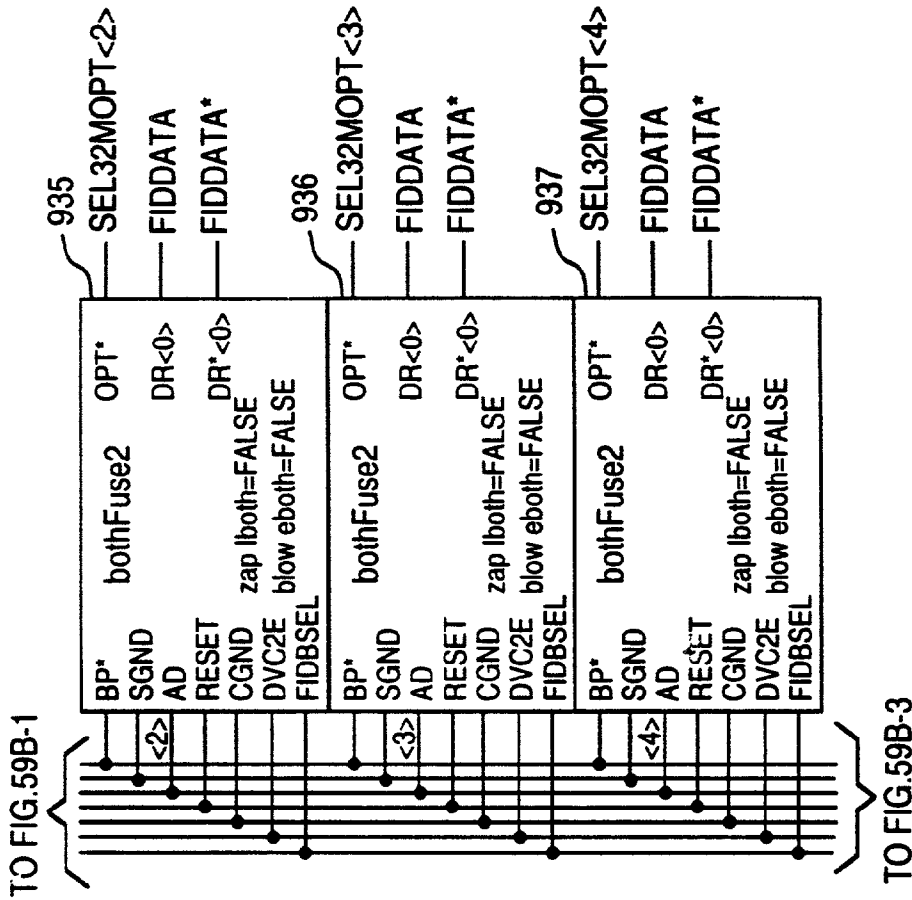 TO FIG.59B-1
935
BP* bothFuse2 OPT* SEL32MOPT<2>
SGND
<2> AD DR<0> FIDDATA
RESET
CGND DR*<0> FIDDATA*
zap lboth=FALSE
DVC2E
blow eboth=FALSE
FIDBSEL
936
BP* bothFuse2 OPT* SEL32MOPT<3>
SGND
<3> AD DR<0> FIDDATA
RESET
CGND DR*<0> FIDDATA*
zap lboth=FALSE
DVC2E
blow eboth=FALSE
FIDBSEL
937
BP* bothFuse2 OPT* SEL32MOPT<4>
SGND
<4> AD DR<0> FIDDATA
RESET
CGND DR*<0> FIDDATA*
zap lboth=FALSE
DVC2E
blow eboth=FALSE
FIDBSEL
TO FIG.59B-3